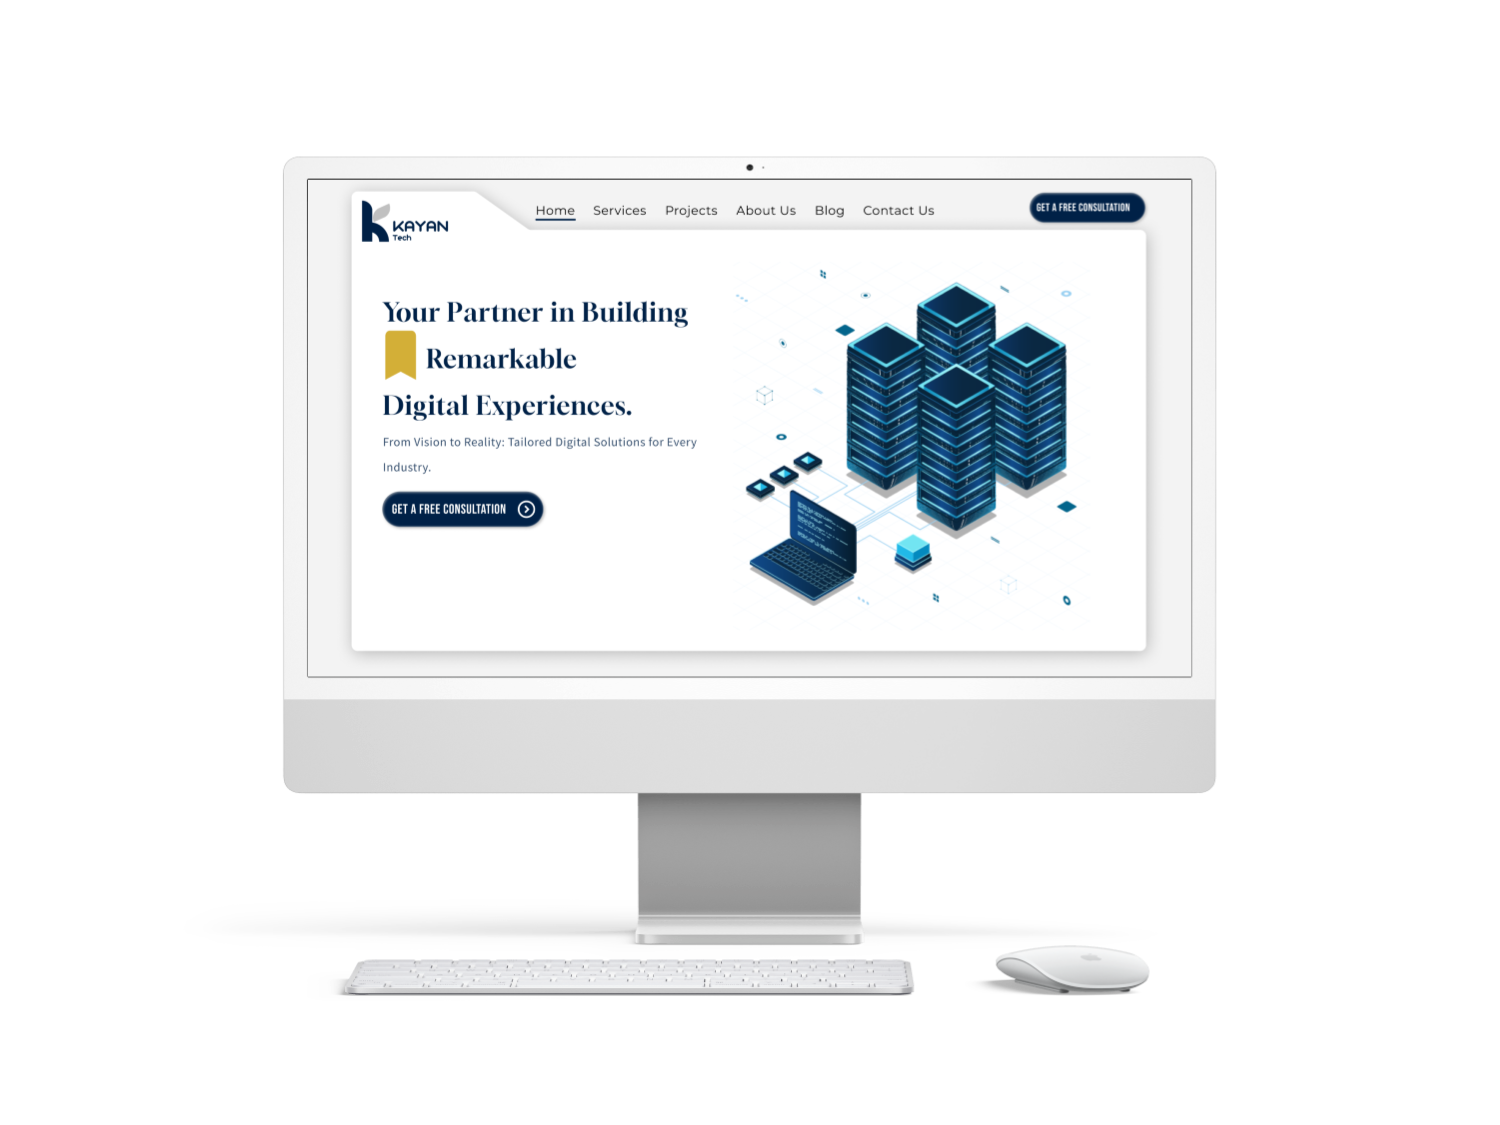 KAYAN
Tech
Home Services Projects About Us Blog Contact Us
GET A FREE CONSULTATION
Your Partner in Building
Remarkable
Digital Experiences.
From Vision to Reality: Tailored Digital Solutions for Every
Industry.
GET A FREE CONSULTATION